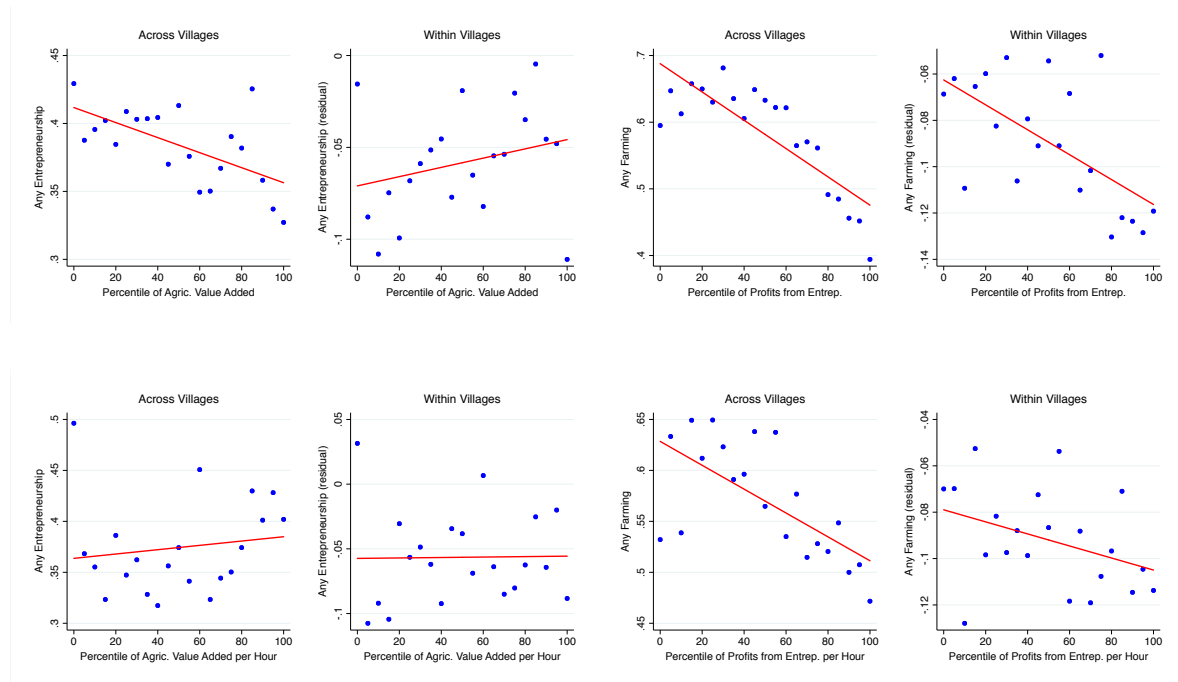 Across Villages
Any Entrepreneurship
.45
.4
.35
.3
0 20 40 60 80 100
Percentile of Agric. Value Added
Within Villages
Any Entrepreneurship (residual)
0
-.05
-.1
0 20 40 60 80 100
Percentile of Agric. Value Added
Across Villages
Any Farming
.7
.6
.5
.4
0 20 40 60 80 100
Percentile of Profits from Entrep.
Within Villages
Any Farming (residual)
-.06
-.08
-.1
-.12
-.14
0 20 40 60 80 100
Percentile of Profits from Entrep.
Across Villages
Any Entrepreneurship
.5
.45
.4
.35
.3
0 20 40 60 80 100
Percentile of Agric. Value Added per Hour
Within Villages
Any Entrepreneurship (residual)
.05
0
-.05
-.1
0 20 40 60 80 100
Percentile of Agric. Value Added per Hour
Across Villages
Any Farming
.65
.6
.55
.5
.45
0 20 40 60 80 100
Percentile of Profits from Entrep. per Hour
Within Villages
Any Farming (residual)
-.04
-.06
-.08
-.1
-.12
0 20 40 60 80 100
Percentile of Profits from Entrep. per Hour